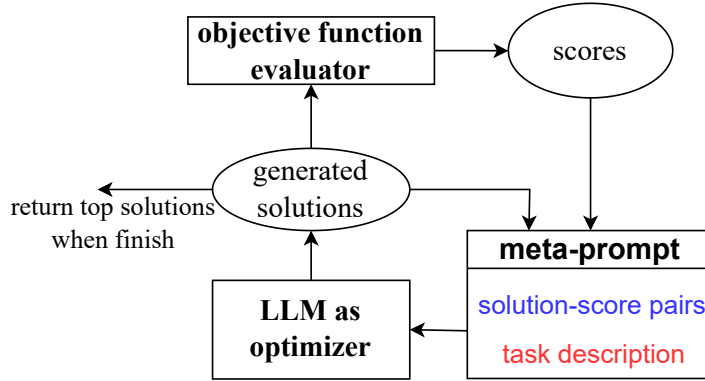 objective function
evaluator
scores
generated
solutions
return top solutions
when finish
meta-prompt
solution-score pairs
task description
LLM as
optimizer